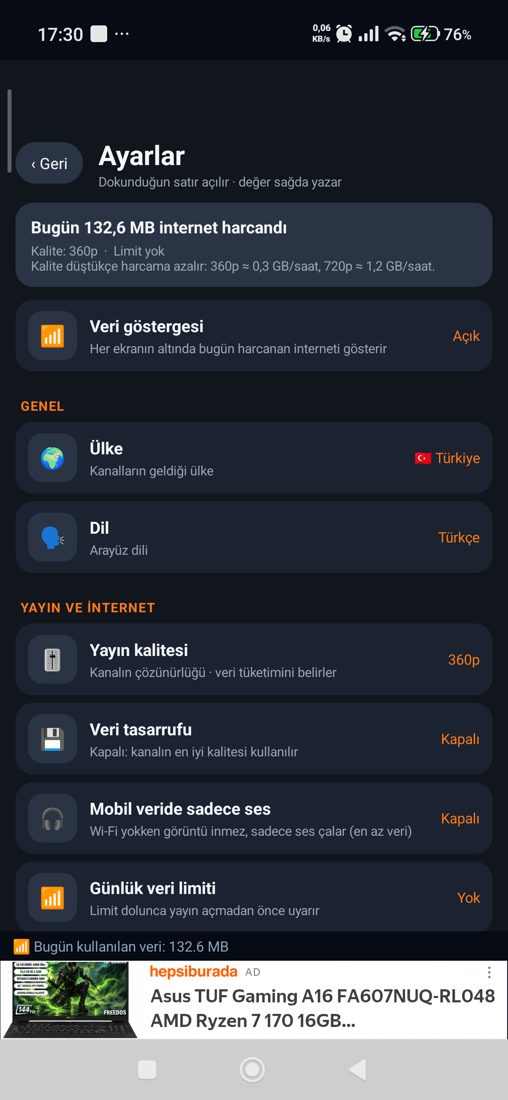 17:30
0,06
KB/s
76%
‹ Geri
Ayarlar
Dokunduğun satır açılır · değer sağda yazar
Bugün 132,6 MB internet harcandı
Kalite: 360p · Limit yok
Kalite düştükçe harcama azalır: 360p ≈ 0,3 GB/saat, 720p ≈ 1,2 GB/saat.
Veri göstergesi
Her ekranın altında bugün harcanan interneti gösterir
Açık
GENEL
Ülke
Kanalların geldiği ülke
Türkiye
Dil
Arayüz dili
Türkçe
YAYIN VE İNTERNET
Yayın kalitesi
Kanalın çözünürlüğü · veri tüketimini belirler
360p
Veri tasarrufu
Kapalı: kanalın en iyi kalitesi kullanılır
Kapalı
Mobil veride sadece ses
Wi-Fi yokken görüntü inmez, sadece ses çalar (en az veri)
Kapalı
Günlük veri limiti
Limit dolunca yayın açmadan önce uyarır
Yok
Bugün kullanılan veri: 132.6 MB
144Hz
FREEDOS
hepsiburada AD
Asus TUF Gaming A16 FA607NUQ-RL048
AMD Ryzen 7 170 16GB...